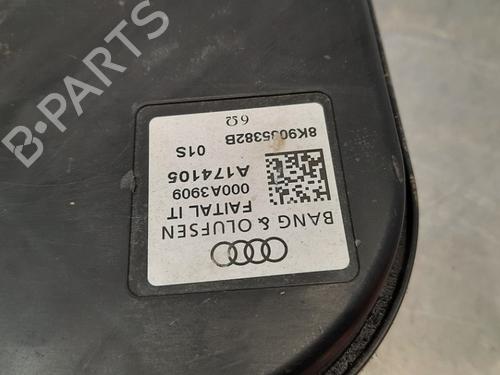 BANG & OLUFSEN
FAITAL IT
000A3909
A174105
01S
8K9035382B
6Ω
B-PARTS